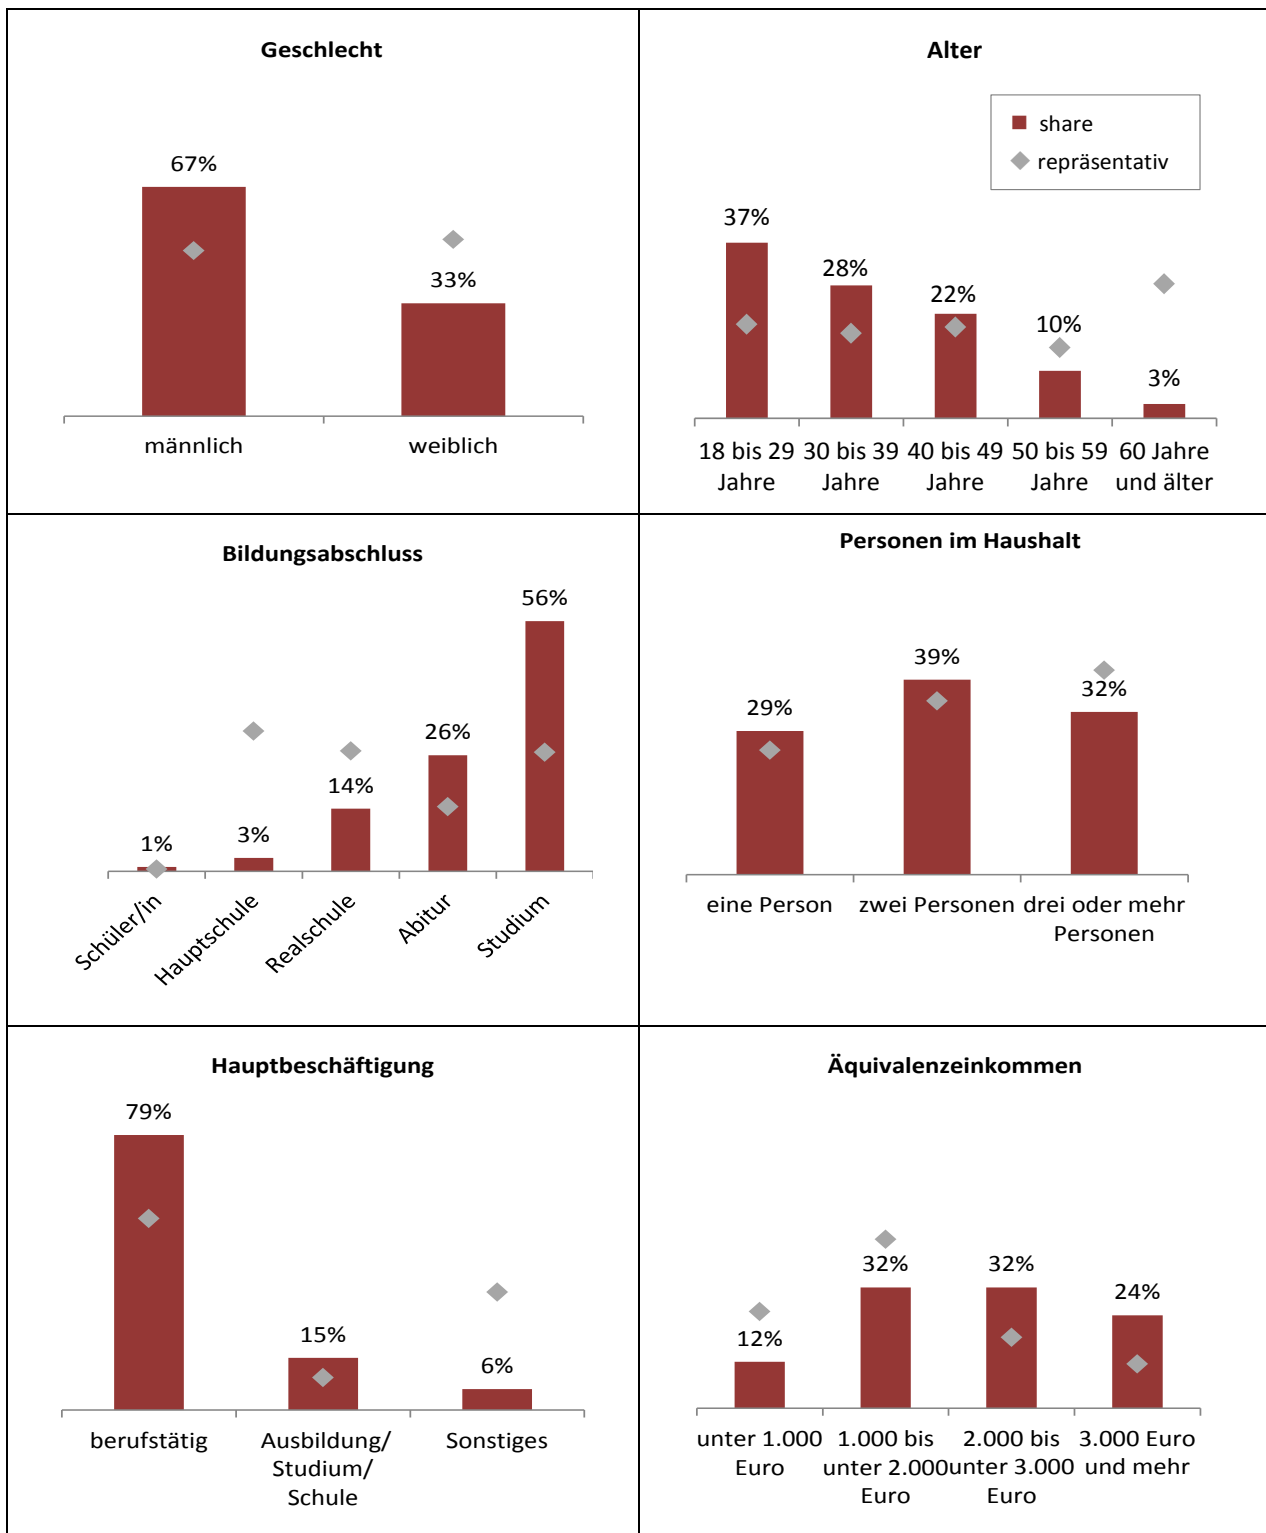 Geschlecht
67%
33%
männlich
weiblich
Alter
share
repräsentativ
37%
28%
22%
10%
3%
18 bis 29
Jahre
30 bis 39
Jahre
40 bis 49
Jahre
50 bis 59
Jahre
60 Jahre
und älter
Bildungsabschluss
1%
3%
14%
26%
56%
Schüler/in
Hauptschule
Realschule
Abitur
Studium
Personen im Haushalt
29%
39%
32%
eine Person
zwei Personen
drei oder mehr
Personen
Hauptbeschäftigung
79%
15%
6%
berufstätig
Ausbildung/
Studium/
Schule
Sonstiges
Äquivalenzeinkommen
12%
32%
32%
24%
unter 1.000
Euro
1.000 bis
unter 2.000
Euro
2.000 bis
unter 3.000
Euro
3.000 Euro
und mehr